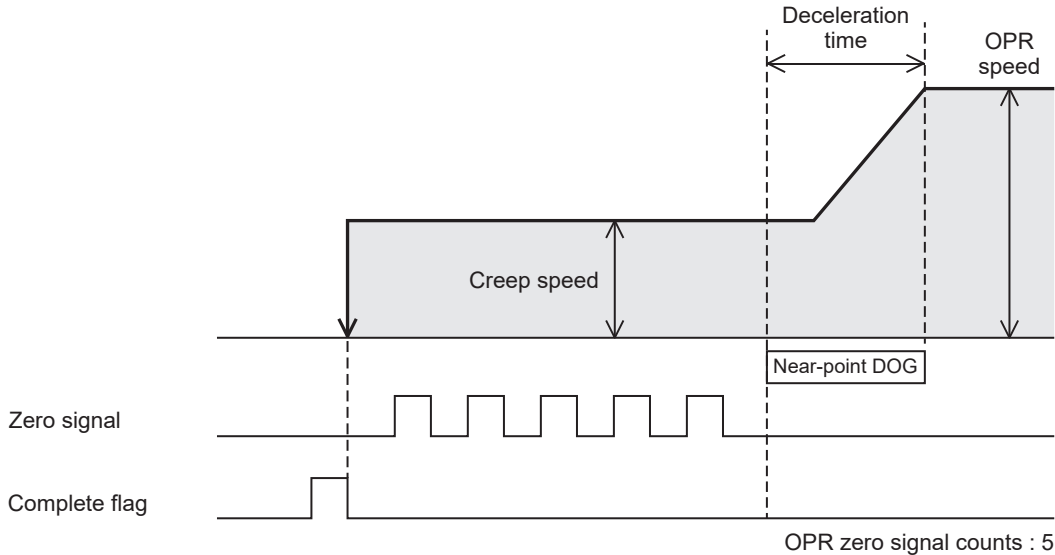 Deceleration
time
OPR
speed
Creep speed
Near-point DOG
Zero signal
Complete flag
OPR zero signal counts : 5